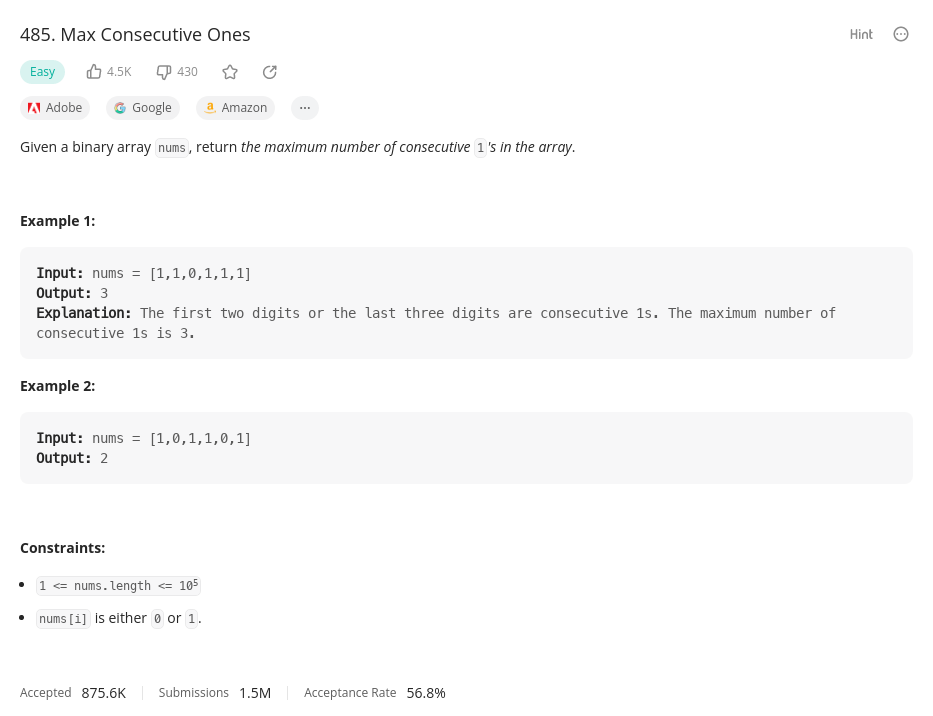 485. Max Consecutive Ones
Hint
Easy 4.5K 430
Adobe Google Amazon ...
Given a binary array nums, return the maximum number of consecutive 1's in the array.
Example 1:
Input: nums = [1,1,0,1,1,1]
Output: 3
Explanation: The first two digits or the last three digits are consecutive 1s. The maximum number of
consecutive 1s is 3.
Example 2:
Input: nums = [1,0,1,1,0,1]
Output: 2
Constraints:
• 1 <= nums.length <= 10⁵
• nums[i] is either 0 or 1.
Accepted 875.6K Submissions 1.5M Acceptance Rate 56.8%